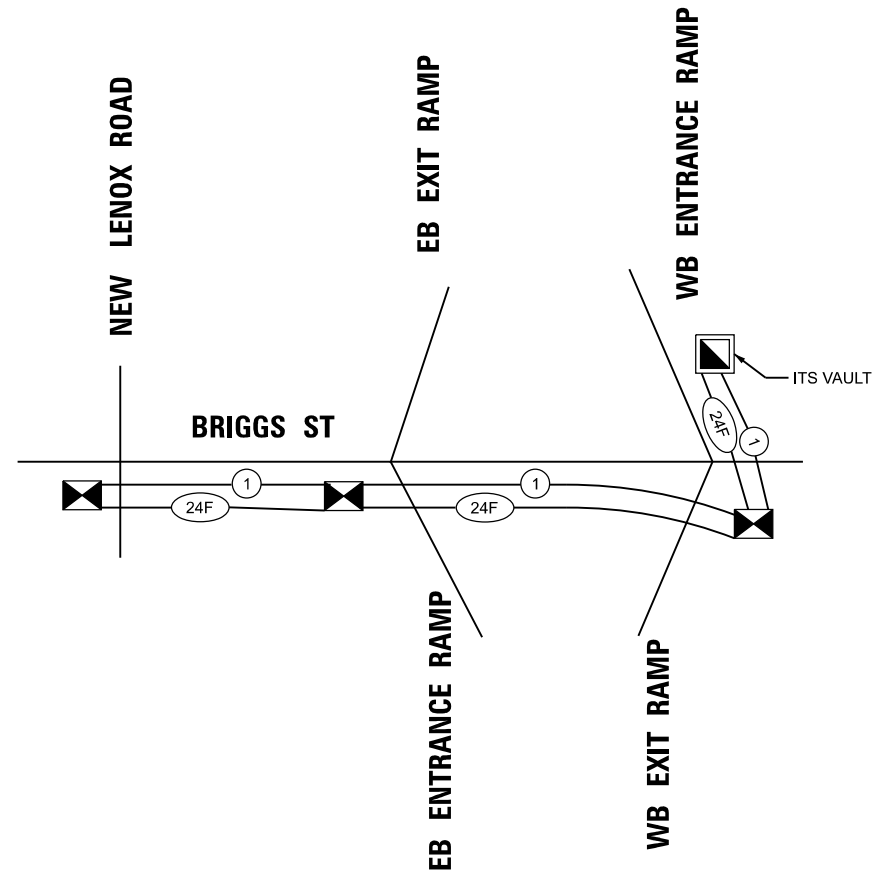 NEW LENOX ROAD
EB EXIT RAMP
WB ENTRANCE RAMP
ITS VAULT
BRIGGS ST
24F
1
1
1
24F
24F
EB ENTRANCE RAMP
WB EXIT RAMP